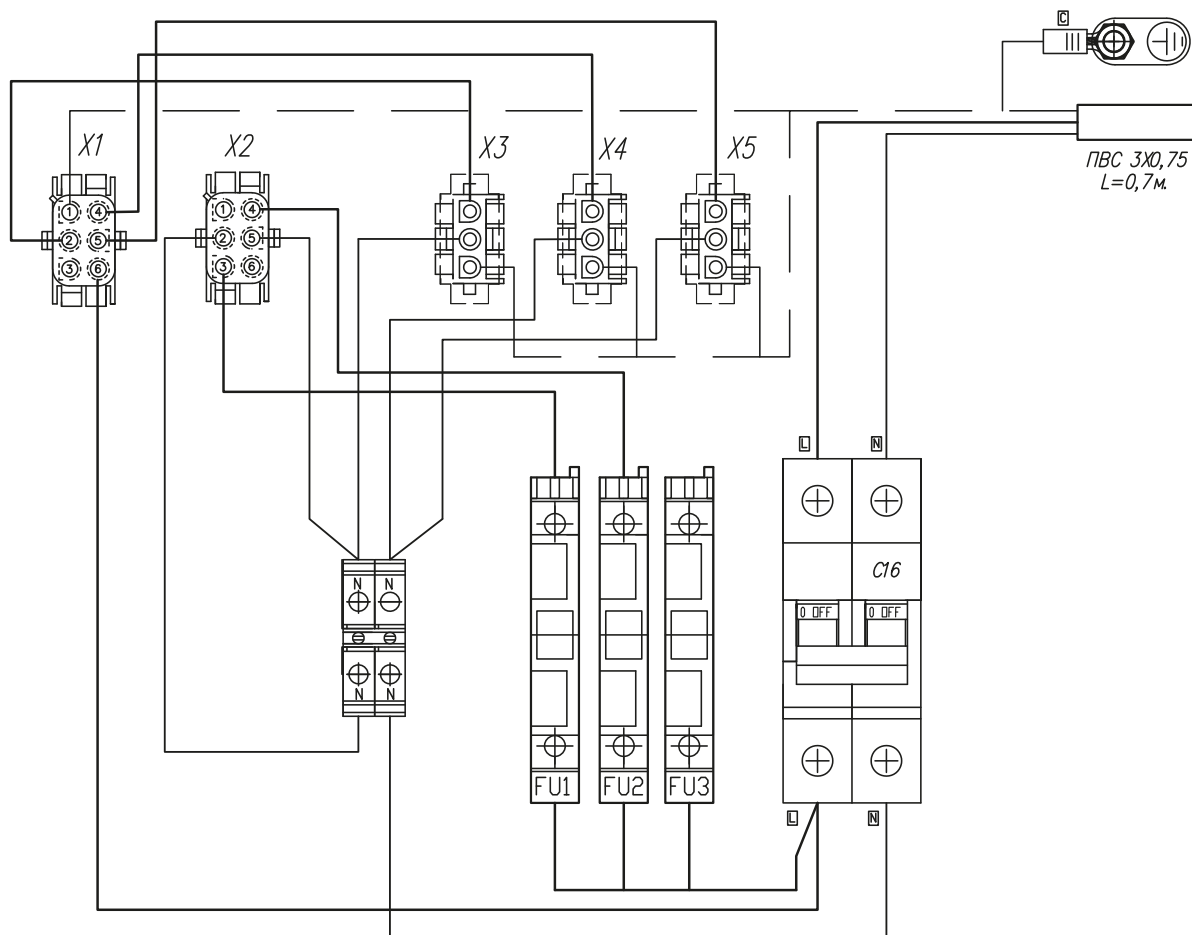 C
X1
X2
X3
X4
X5
ПВС 3X0,75
L=0,7м.
1 4
2 5
3 6
1 4
2 5
3 6
L N
C16
N N
0 OFF 0 OFF
N N
FU1 FU2 FU3
L N